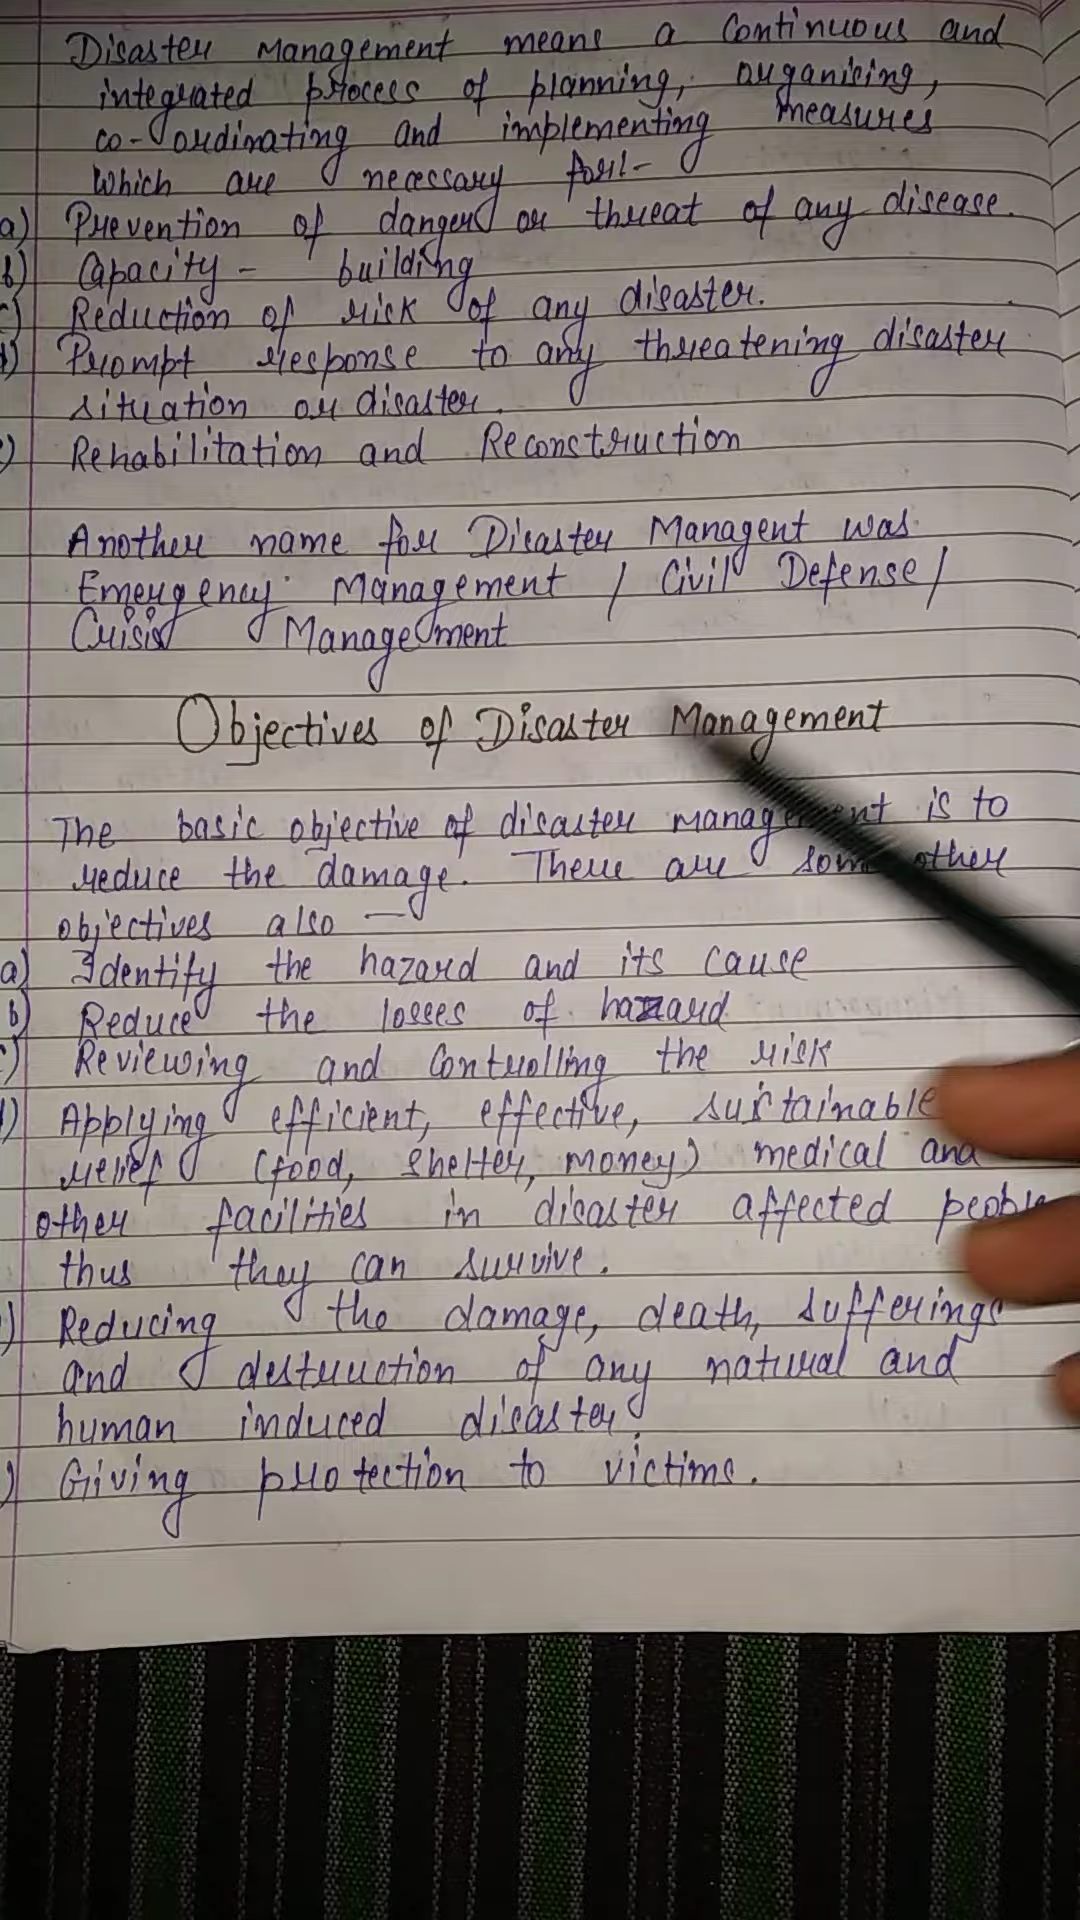 Disaster Management means a continuous and
integrated process of planning, organising,
co-ordinating and implementing measures
which are necessary for:-
a) Prevention of danger or threat of any disease.
b) Capacity - building
c) Reduction of risk of any disaster.
d) Prompt response to any threatening disaster
situation or disaster.
e) Rehabilitation and Reconstruction
Another name for Disaster Managent was
Emergency Management / Civil Defense /
Crisis Management
Objectives of Disaster Management
The basic objective of disaster management is to
reduce the damage. There are some other
objectives also —
a) Identify the hazard and its cause
b) Reduce the losses of hazard
c) Reviewing and controlling the risk
d) Applying efficient, effective, sustainable
relief (food, shelter, money) medical and
other facilities in disaster affected people
thus they can survive.
) Reducing the damage, death, sufferings
and destruction of any natural and
human induced disaster.
) Giving protection to victims.